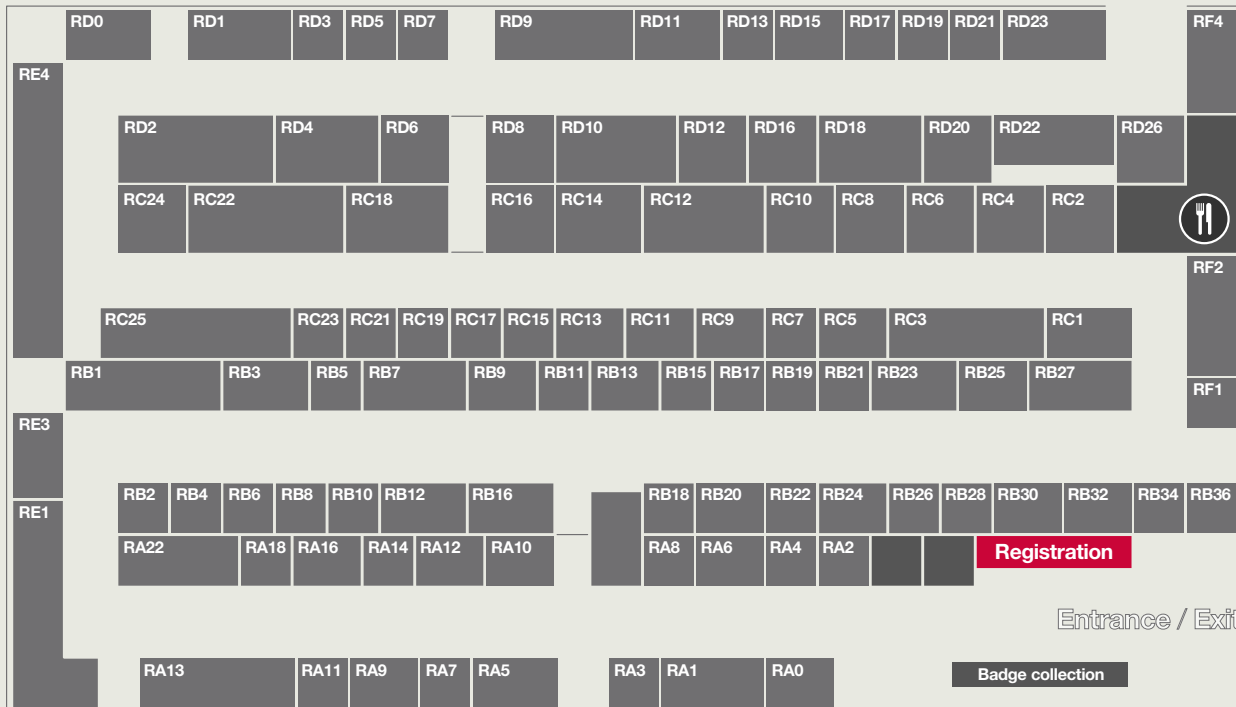 RD0 RD1 RD3 RD5 RD7 RD9 RD11 RD13 RD15 RD17 RD19 RD21 RD23 RF4
RE4
RD2 RD4 RD6 RD8 RD10 RD12 RD16 RD18 RD20 RD22 RD26
RC24 RC22 RC18 RC16 RC14 RC12 RC10 RC8 RC6 RC4 RC2
RF2
RC25 RC23 RC21 RC19 RC17 RC15 RC13 RC11 RC9 RC7 RC5 RC3 RC1
RB1 RB3 RB5 RB7 RB9 RB11 RB13 RB15 RB17 RB19 RB21 RB23 RB25 RB27
RF1
RE3
RB2 RB4 RB6 RB8 RB10 RB12 RB16 RB18 RB20 RB22 RB24 RB26 RB28 RB30 RB32 RB34 RB36
RE1
RA22 RA18 RA16 RA14 RA12 RA10 RA8 RA6 RA4 RA2 Registration
Entrance / Exit
RA13 RA11 RA9 RA7 RA5 RA3 RA1 RA0
Badge collection